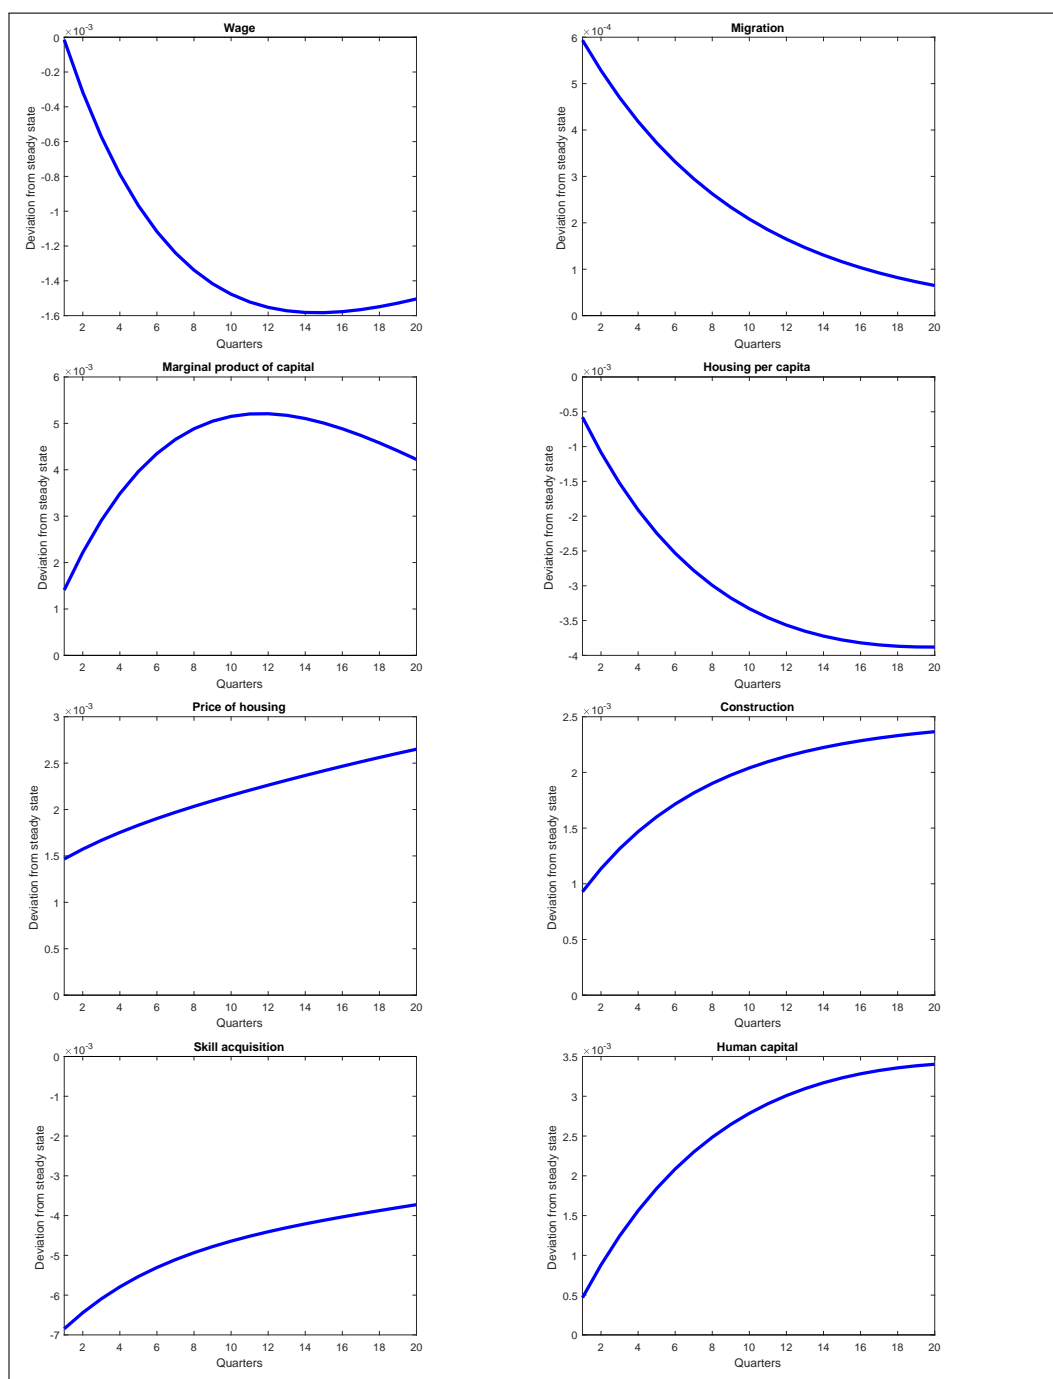 Wage
×10⁻³
0
-0.2
-0.4
-0.6
-0.8
-1
-1.2
-1.4
-1.6
Deviation from steady state
2 4 6 8 10 12 14 16 18 20
Quarters
Migration
×10⁻⁴
6
5
4
3
2
1
0
Deviation from steady state
2 4 6 8 10 12 14 16 18 20
Quarters
Marginal product of capital
×10⁻³
6
5
4
3
2
1
0
Deviation from steady state
2 4 6 8 10 12 14 16 18 20
Quarters
Housing per capita
×10⁻³
0
-0.5
-1
-1.5
-2
-2.5
-3
-3.5
-4
Deviation from steady state
2 4 6 8 10 12 14 16 18 20
Quarters
Price of housing
×10⁻³
3
2.5
2
1.5
1
0.5
0
Deviation from steady state
2 4 6 8 10 12 14 16 18 20
Quarters
Construction
×10⁻³
2.5
2
1.5
1
0.5
0
Deviation from steady state
2 4 6 8 10 12 14 16 18 20
Quarters
Skill acquisition
×10⁻³
0
-1
-2
-3
-4
-5
-6
-7
Deviation from steady state
2 4 6 8 10 12 14 16 18 20
Quarters
Human capital
×10⁻³
3.5
3
2.5
2
1.5
1
0.5
0
Deviation from steady state
2 4 6 8 10 12 14 16 18 20
Quarters